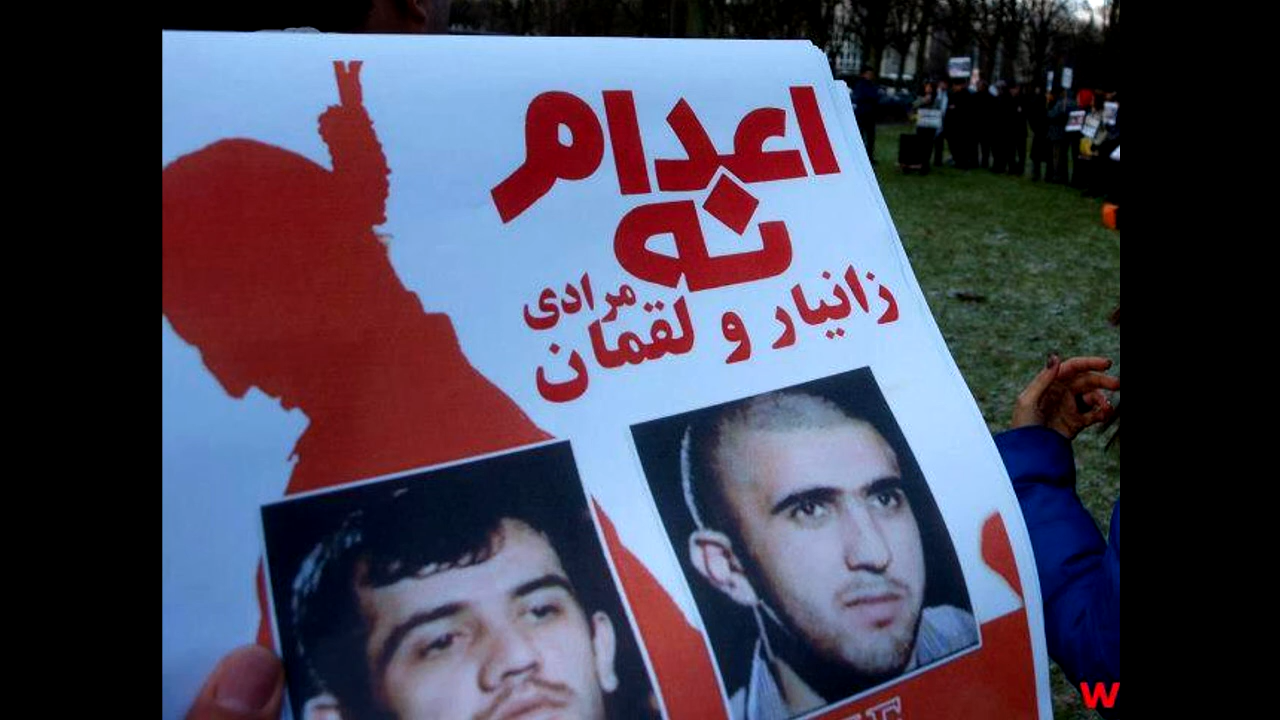 اعدام
نه
زانیار و لقمان
مرادی
W